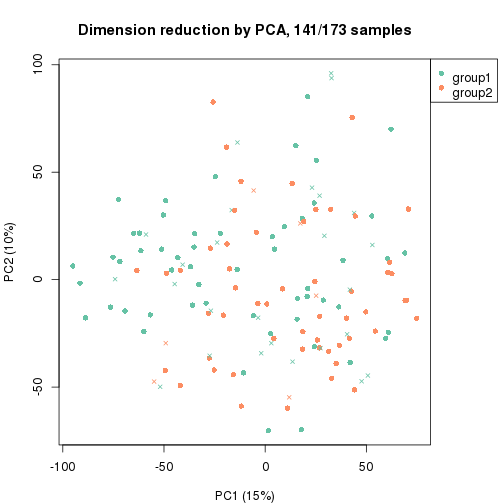 Dimension reduction by PCA, 141/173 samples
group1
group2
100
50
0
-50
PC2 (10%)
-100
-50
0
50
PC1 (15%)